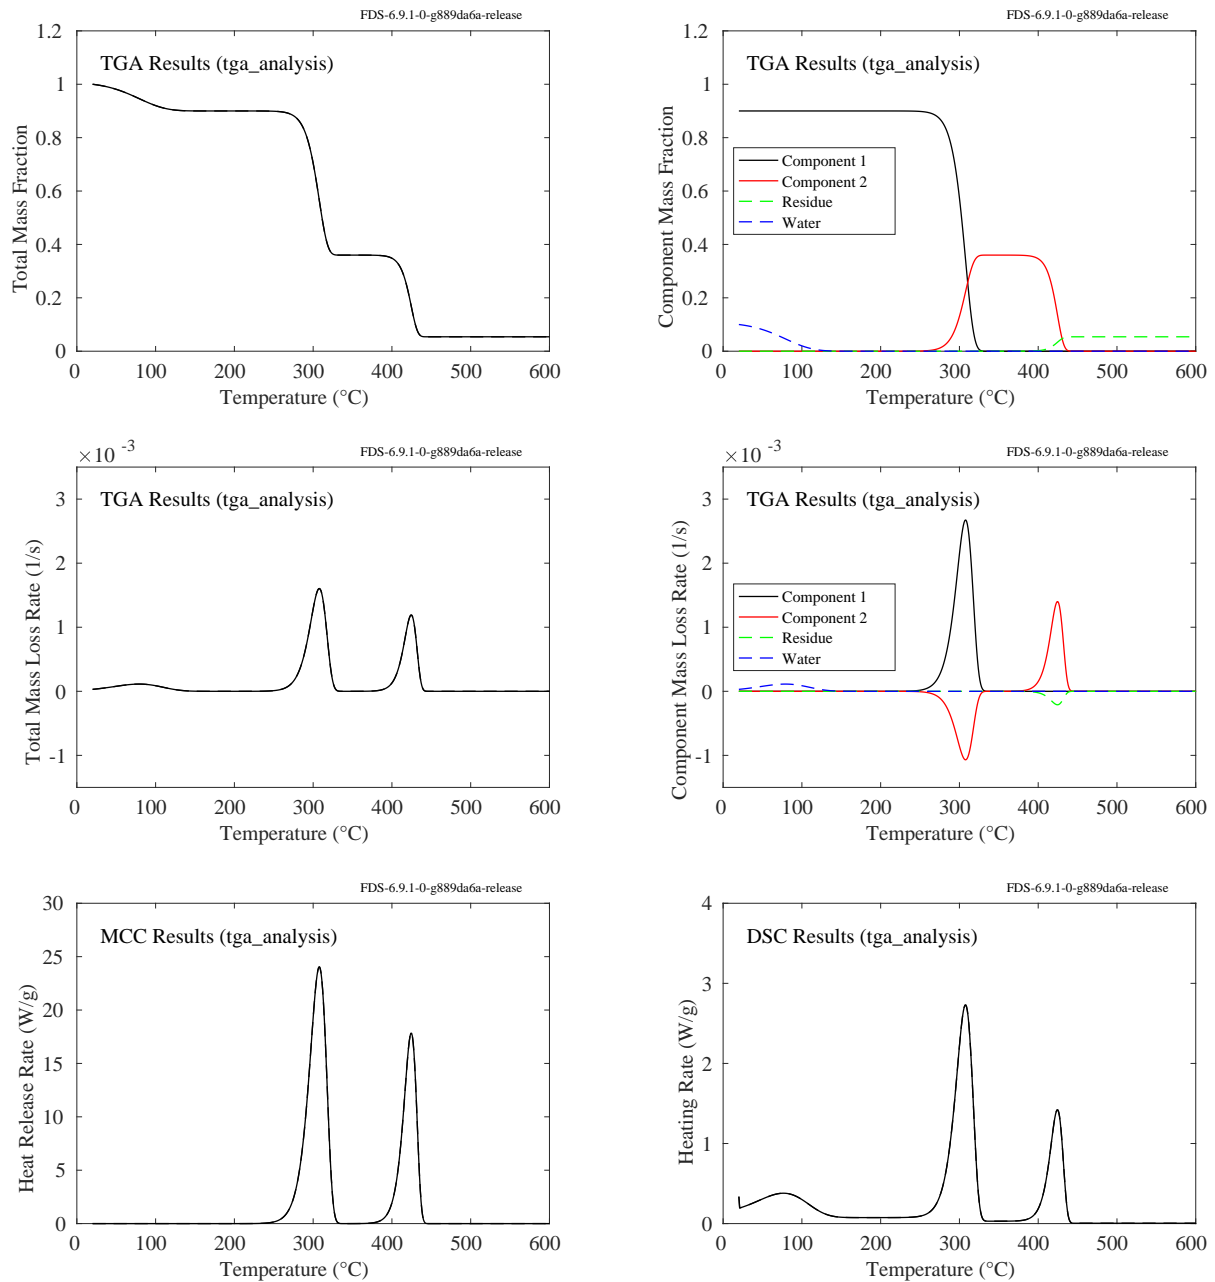 FDS-6.9.1-0-g889da6a-release
TGA Results (tga_analysis)
Total Mass Fraction
1.2
1
0.8
0.6
0.4
0.2
0
0 100 200 300 400 500 600
Temperature (°C)
FDS-6.9.1-0-g889da6a-release
TGA Results (tga_analysis)
Component Mass Fraction
1.2
1
0.8
0.6
0.4
0.2
0
Component 1
Component 2
Residue
Water
0 100 200 300 400 500 600
Temperature (°C)
×10 -3
FDS-6.9.1-0-g889da6a-release
TGA Results (tga_analysis)
Total Mass Loss Rate (1/s)
3
2
1
0
-1
0 100 200 300 400 500 600
Temperature (°C)
×10 -3
FDS-6.9.1-0-g889da6a-release
TGA Results (tga_analysis)
Component Mass Loss Rate (1/s)
3
2
1
0
-1
Component 1
Component 2
Residue
Water
0 100 200 300 400 500 600
Temperature (°C)
FDS-6.9.1-0-g889da6a-release
MCC Results (tga_analysis)
Heat Release Rate (W/g)
30
25
20
15
10
5
0
0 100 200 300 400 500 600
Temperature (°C)
FDS-6.9.1-0-g889da6a-release
DSC Results (tga_analysis)
Heating Rate (W/g)
4
3
2
1
0
0 100 200 300 400 500 600
Temperature (°C)